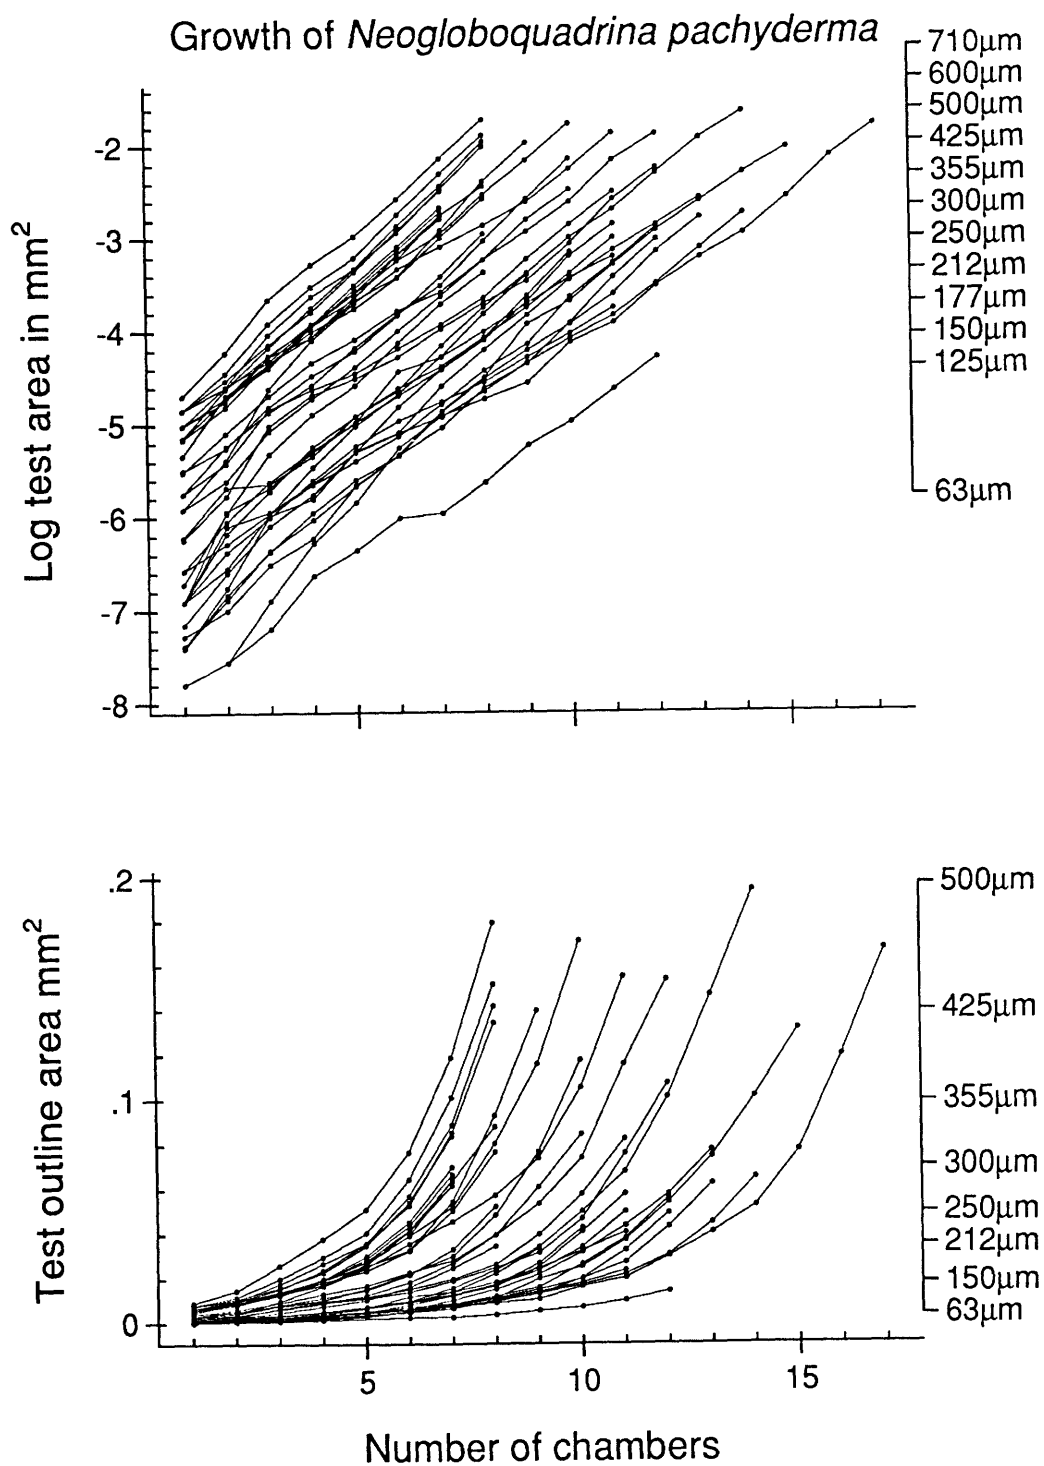 Growth of Neogloboquadrina pachyderma
Log test area in mm²
-2
-3
-4
-5
-6
-7
-8
710µm
600µm
500µm
425µm
355µm
300µm
250µm
212µm
177µm
150µm
125µm
63µm
Test outline area mm²
.2
.1
0
500µm
425µm
355µm
300µm
250µm
212µm
150µm
63µm
5
10
15
Number of chambers